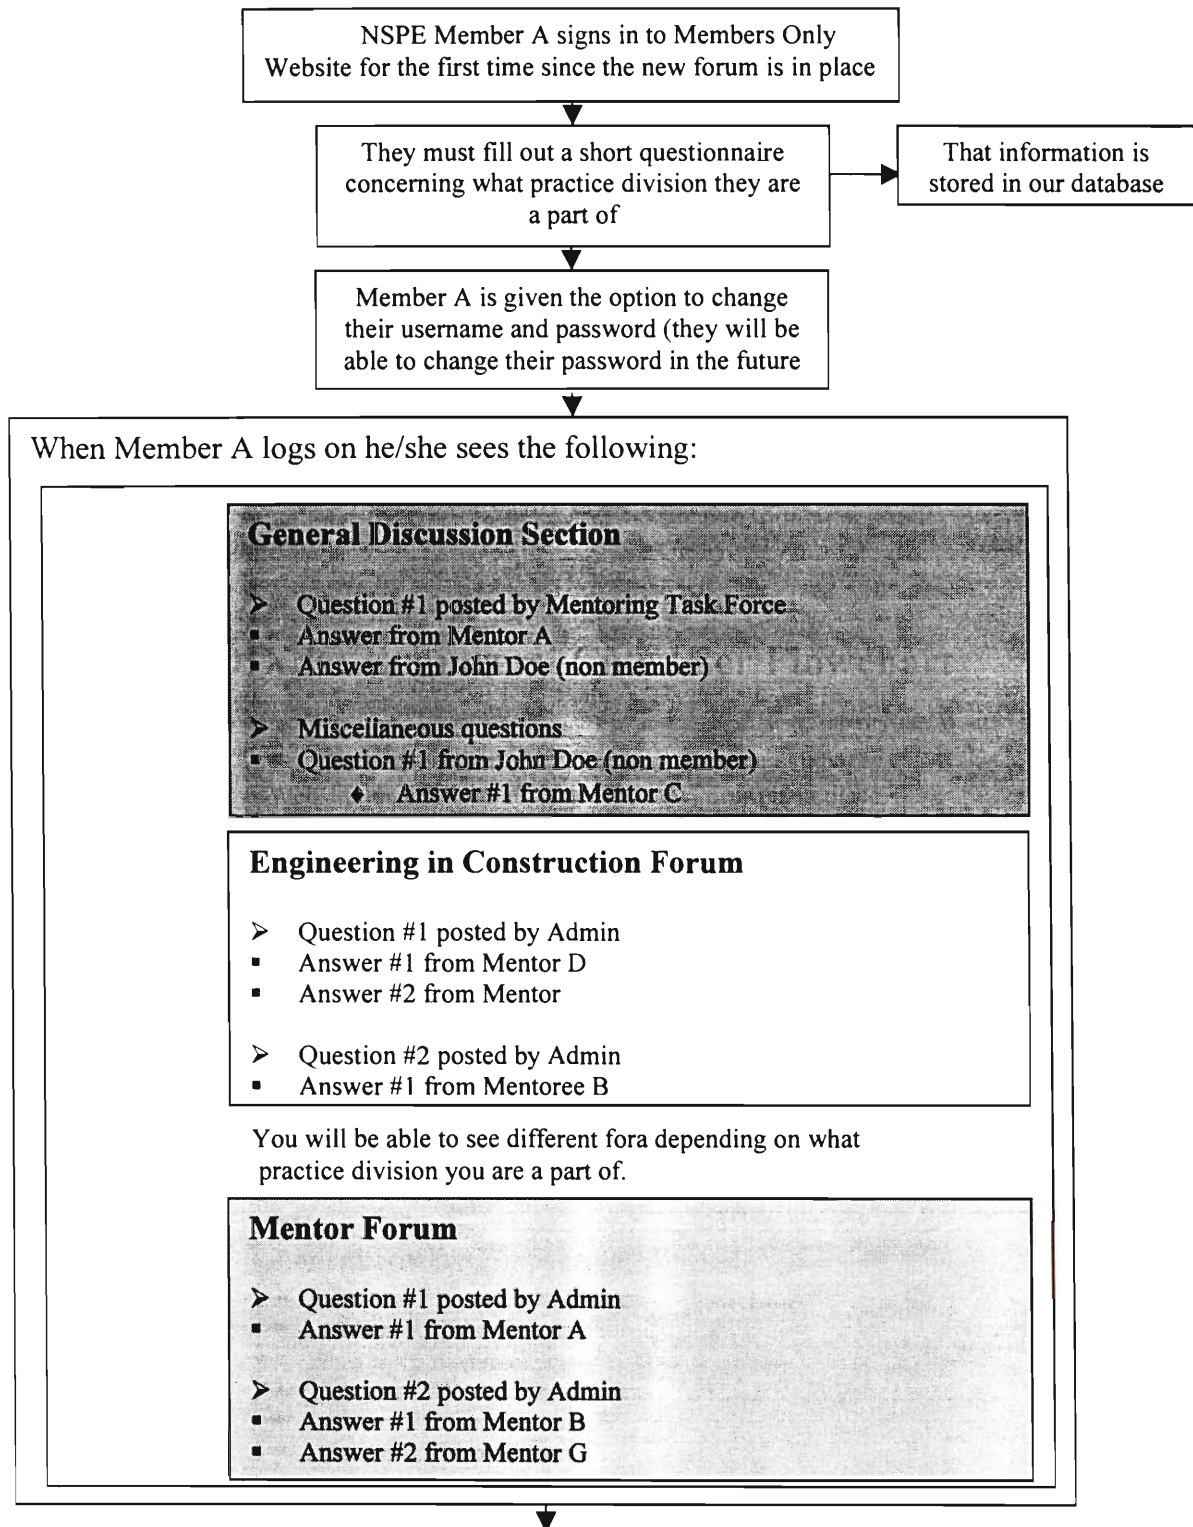 NSPE Member A signs in to Members Only
Website for the first time since the new forum is in place
They must fill out a short questionnaire
concerning what practice division they are
a part of
That information is
stored in our database
Member A is given the option to change
their username and password (they will be
able to change their password in the future
When Member A logs on he/she sees the following:
General Discussion Section
➢ Question #1 posted by Mentoring Task Force
▪ Answer from Mentor A
▪ Answer from John Doe (non member)
➢ Miscellaneous questions
▪ Question #1 from John Doe (non member)
♦ Answer #1 from Mentor C
Engineering in Construction Forum
➢ Question #1 posted by Admin
▪ Answer #1 from Mentor D
▪ Answer #2 from Mentor
➢ Question #2 posted by Admin
▪ Answer #1 from Mentoree B
You will be able to see different fora depending on what
practice division you are a part of.
Mentor Forum
➢ Question #1 posted by Admin
▪ Answer #1 from Mentor A
➢ Question #2 posted by Admin
▪ Answer #1 from Mentor B
▪ Answer #2 from Mentor G